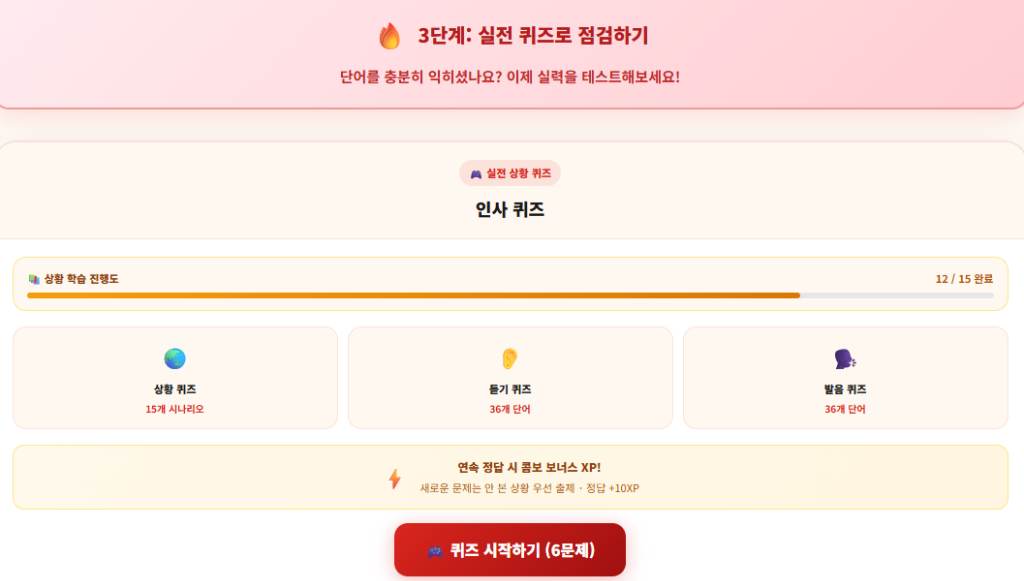 3단계: 실전 퀴즈로 점검하기
단어를 충분히 익히셨나요? 이제 실력을 테스트해보세요!
실전 상황 퀴즈
인사 퀴즈
상황 학습 진행도
12 / 15 완료
상황 퀴즈
15개 시나리오
듣기 퀴즈
36개 단어
발음 퀴즈
36개 단어
연속 정답 시 콤보 보너스 XP!
새로운 문제는 안 본 상황 우선 출제 · 정답 +10XP
퀴즈 시작하기 (6문제)